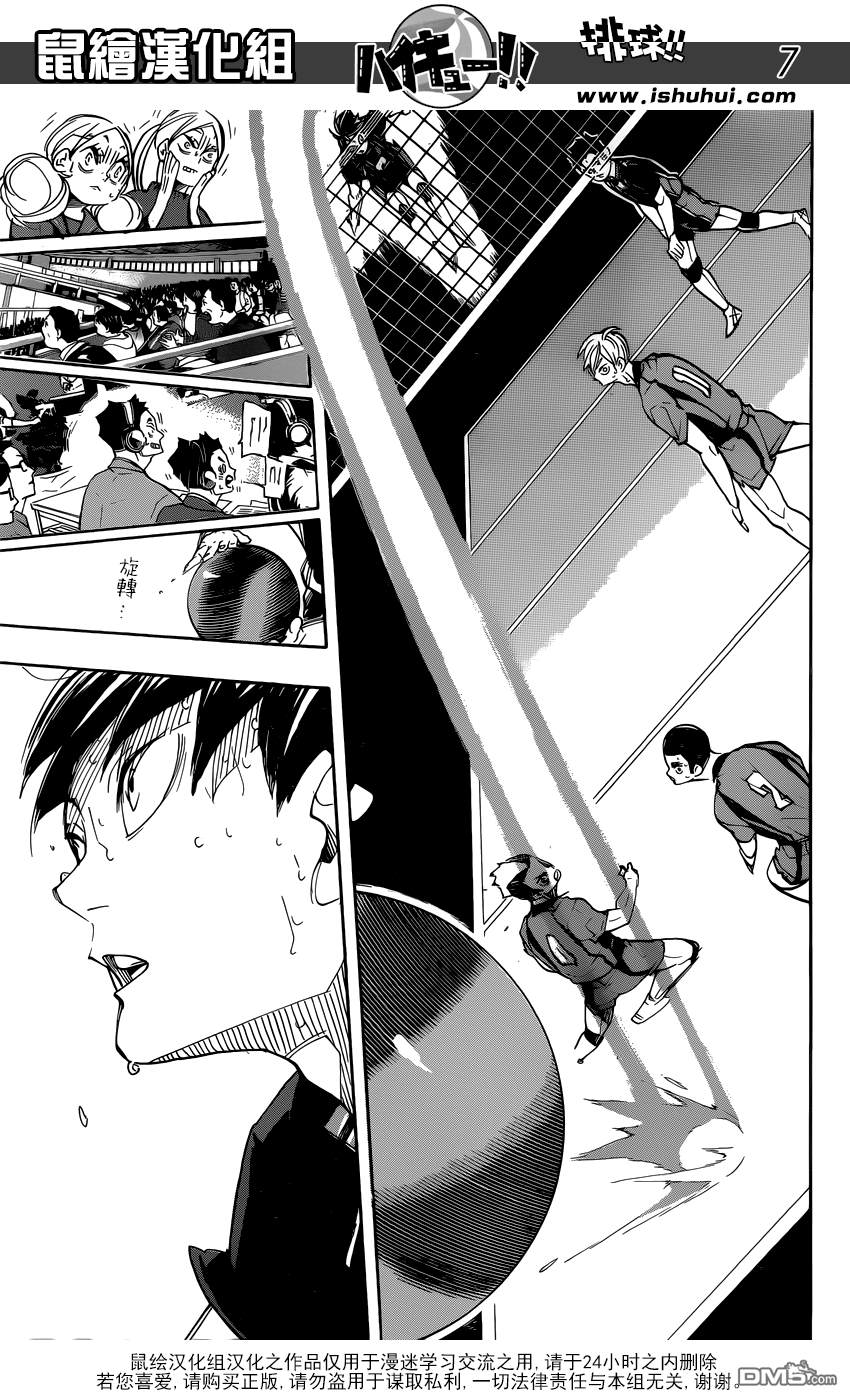 鼠繪漢化組
ハイキュー!!
排球!!
7
www.ishuhui.com
旋轉…
鼠绘汉化组汉化之作品仅用于漫迷学习交流之用, 请于24小时之内删除
若您喜爱, 请购买正版, 请勿盗用于谋取私利, 一切法律责任与本组无关, 谢谢.
DM5.com